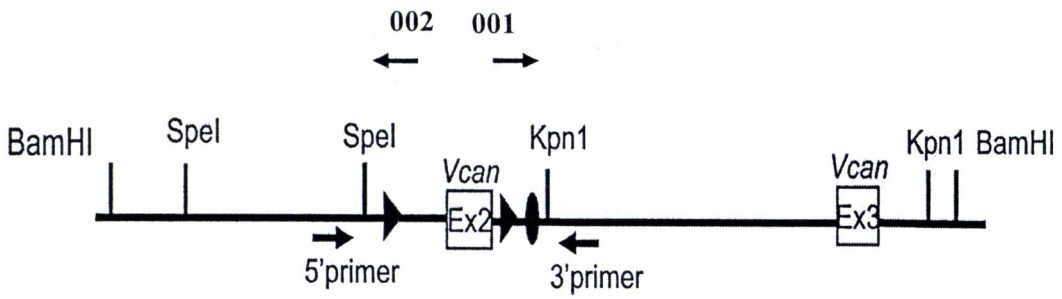 002 001
BamHI SpeI SpeI Kpn1 Kpn1 BamHI
Vcan Vcan
Ex2 Ex3
5'primer 3'primer